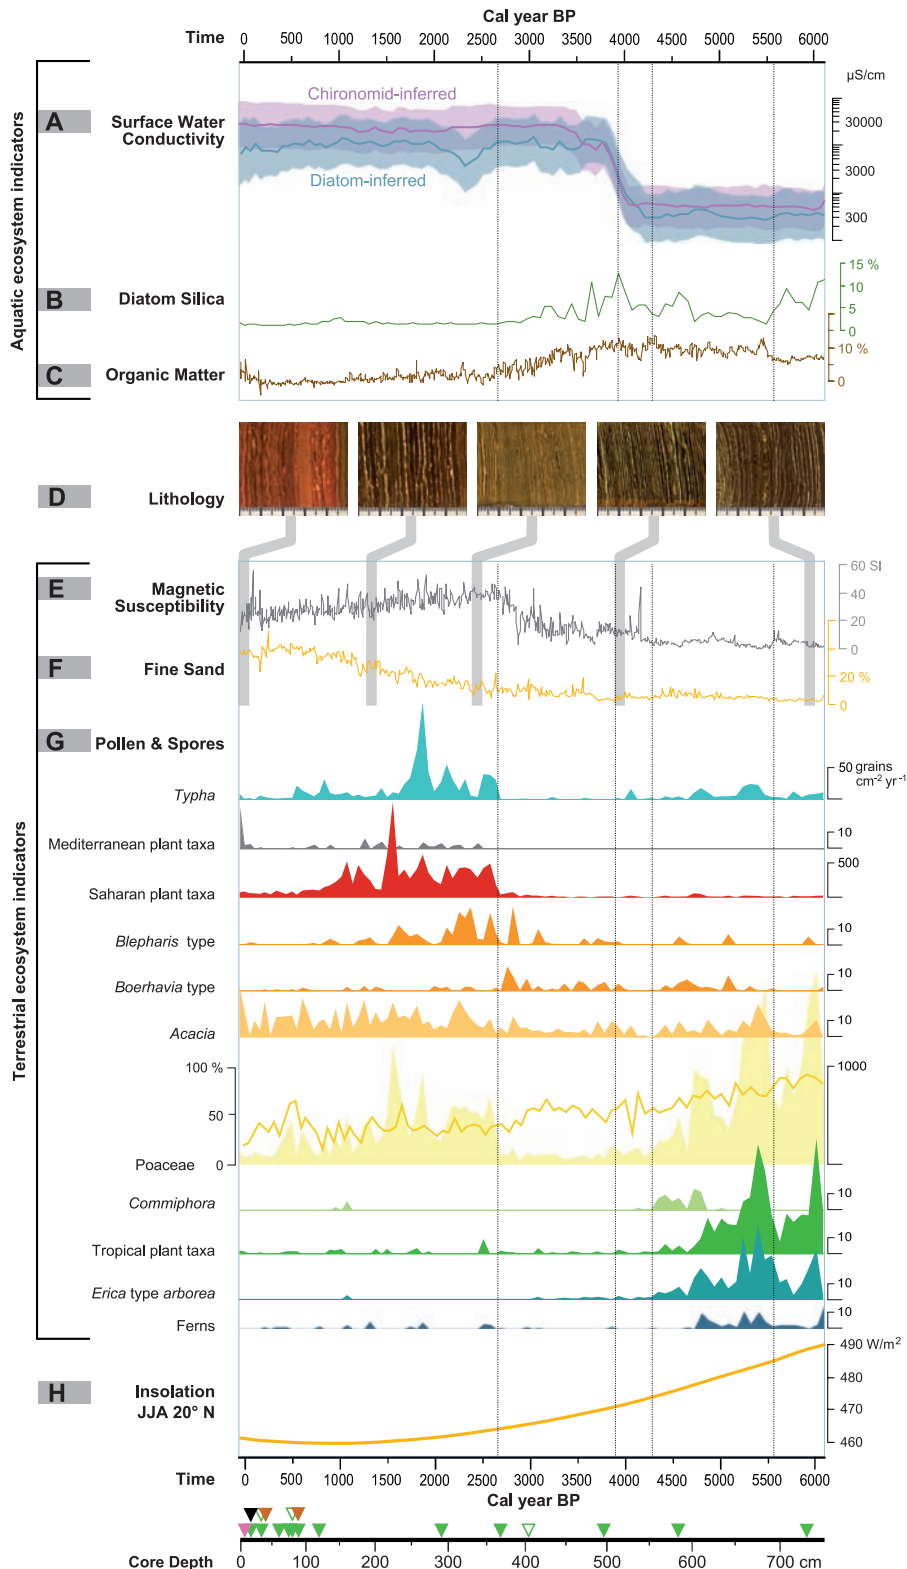 Cal year BP
Time
0 500 1000 1500 2000 2500 3000 3500 4000 4500 5000 5500 6000
Aquatic ecosystem indicators
µS/cm
A
Surface Water
Conductivity
Chironomid-inferred
Diatom-inferred
30000
3000
300
B
Diatom Silica
15 %
10
5
0
C
Organic Matter
10 %
0
D
Lithology
Terrestrial ecosystem indicators
E
Magnetic
Susceptibility
60 SI
40
20
0
F
Fine Sand
20 %
0
G
Pollen & Spores
Typha
50 grains
cm-2 yr-1
Mediterranean plant taxa
10
Saharan plant taxa
500
Blepharis type
10
Boerhavia type
10
Acacia
10
100 %
50
0
Poaceae
1000
Commiphora
10
Tropical plant taxa
10
Erica type arborea
10
Ferns
10
H
Insolation
JJA 20° N
490 W/m2
480
470
460
Time
0 500 1000 1500 2000 2500 3000 3500 4000 4500 5000 5500 6000
Cal year BP
Core Depth
0 100 200 300 400 500 600 700 cm